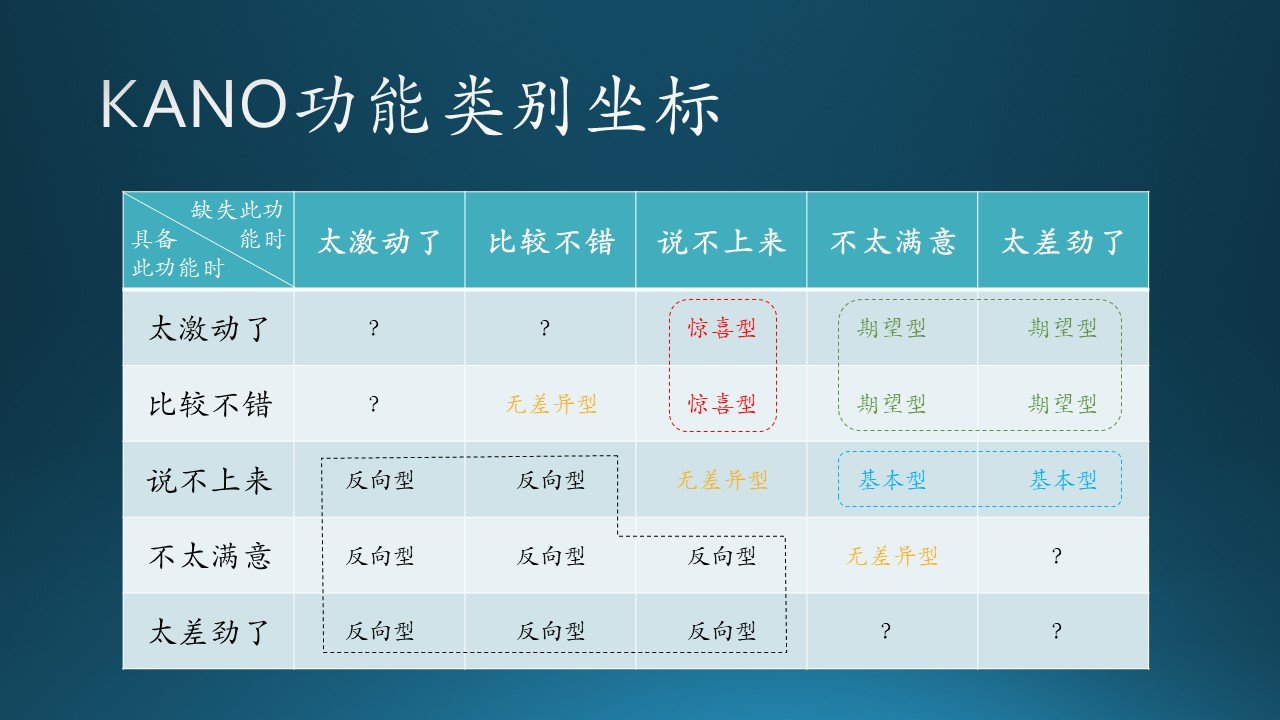 KANO功能类别坐标
缺失此功
能时
具备
此功能时
太激动了 比较不错 说不上来 不太满意 太差劲了
太激动了 ? ? 惊喜型 期望型 期望型
比较不错 ? 无差异型 惊喜型 期望型 期望型
说不上来 反向型 反向型 无差异型 基本型 基本型
不太满意 反向型 反向型 反向型 无差异型 ?
太差劲了 反向型 反向型 反向型 ? ?